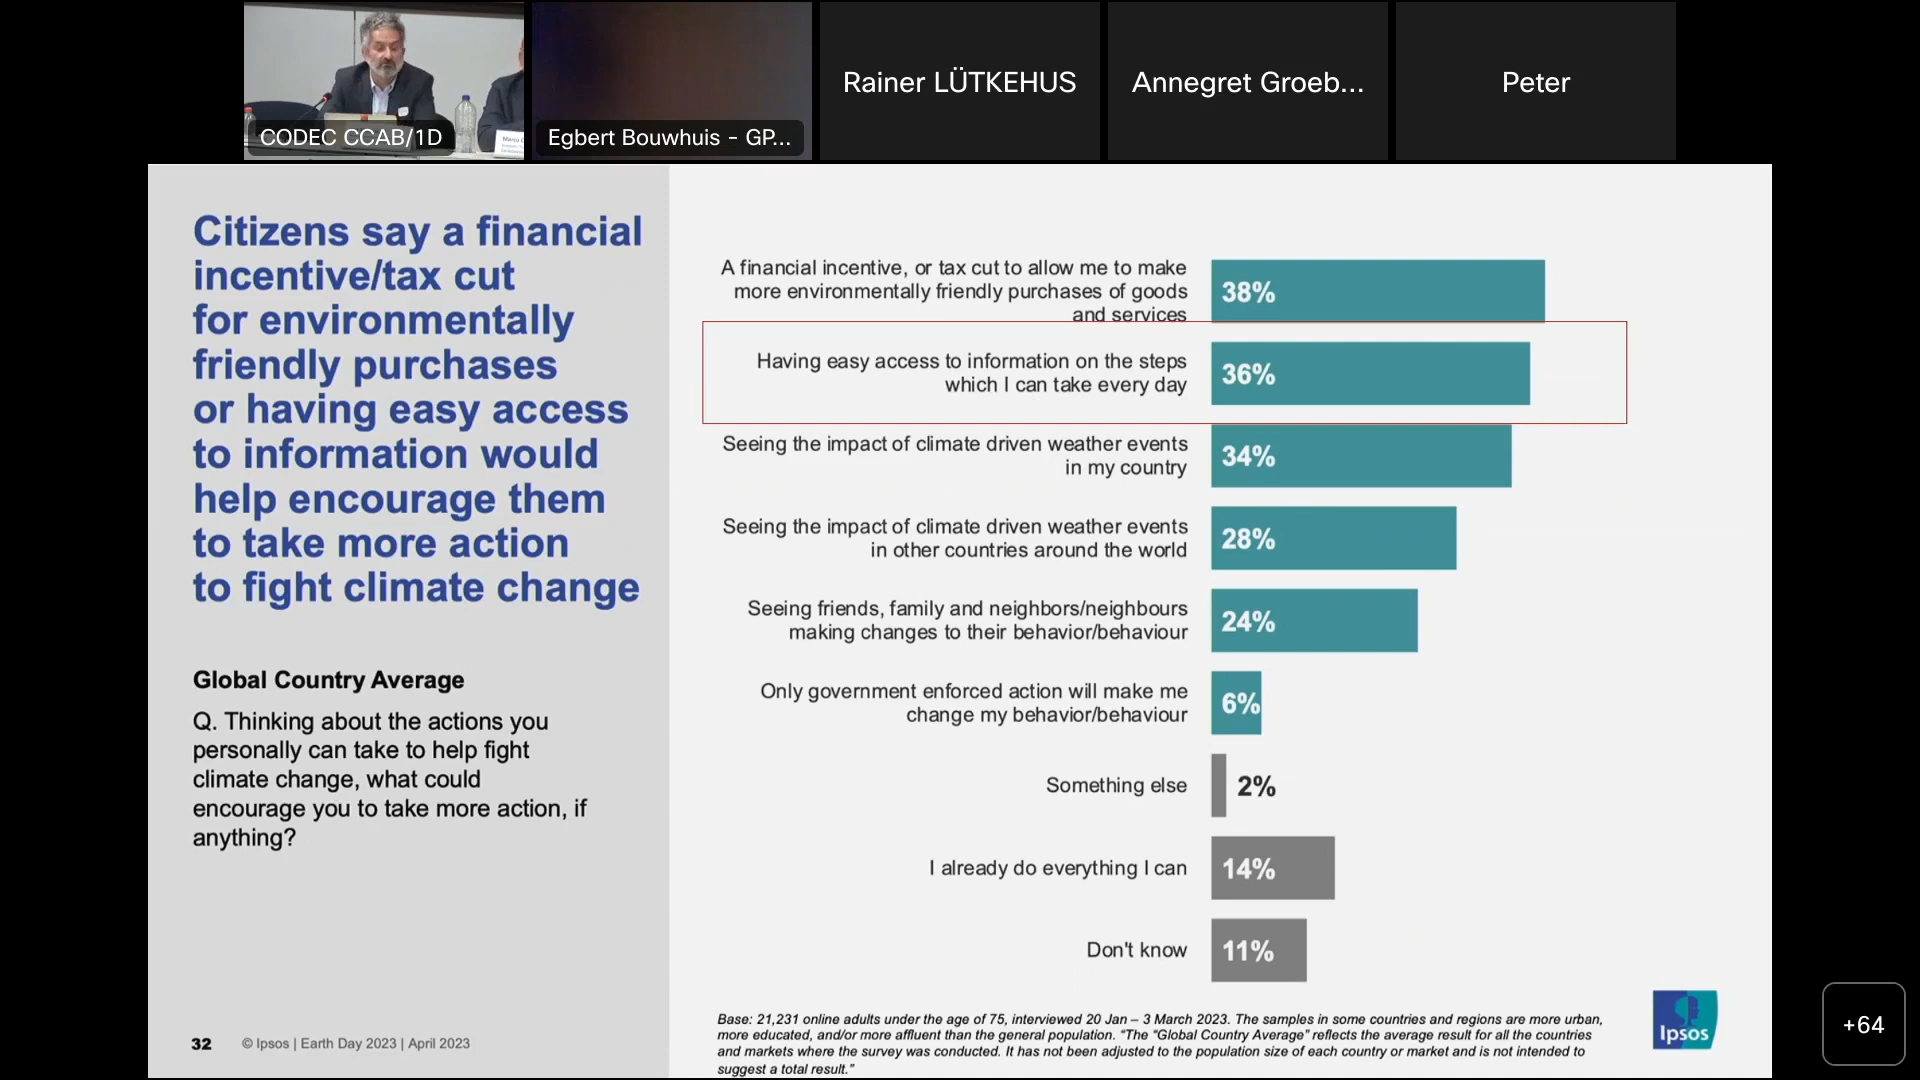 CODEC CCAB/1D
Egbert Bouwhuis - GP...
Rainer LÜTKEHUS
Annegret Groeb...
Peter
Citizens say a financial
incentive/tax cut
for environmentally
friendly purchases
or having easy access
to information would
help encourage them
to take more action
to fight climate change
Global Country Average
Q. Thinking about the actions you
personally can take to help fight
climate change, what could
encourage you to take more action, if
anything?
32 © Ipsos | Earth Day 2023 | April 2023
A financial incentive, or tax cut to allow me to make
more environmentally friendly purchases of goods
and services
38%
Having easy access to information on the steps
which I can take every day
36%
Seeing the impact of climate driven weather events
in my country
34%
Seeing the impact of climate driven weather events
in other countries around the world
28%
Seeing friends, family and neighbors/neighbours
making changes to their behavior/behaviour
24%
Only government enforced action will make me
change my behavior/behaviour
6%
Something else
2%
I already do everything I can
14%
Don't know
11%
Base: 21,231 online adults under the age of 75, interviewed 20 Jan – 3 March 2023. The samples in some countries and regions are more urban,
more educated, and/or more affluent than the general population. “The “Global Country Average” reflects the average result for all the countries
and markets where the survey was conducted. It has not been adjusted to the population size of each country or market and is not intended to
suggest a total result.”
Ipsos
+64